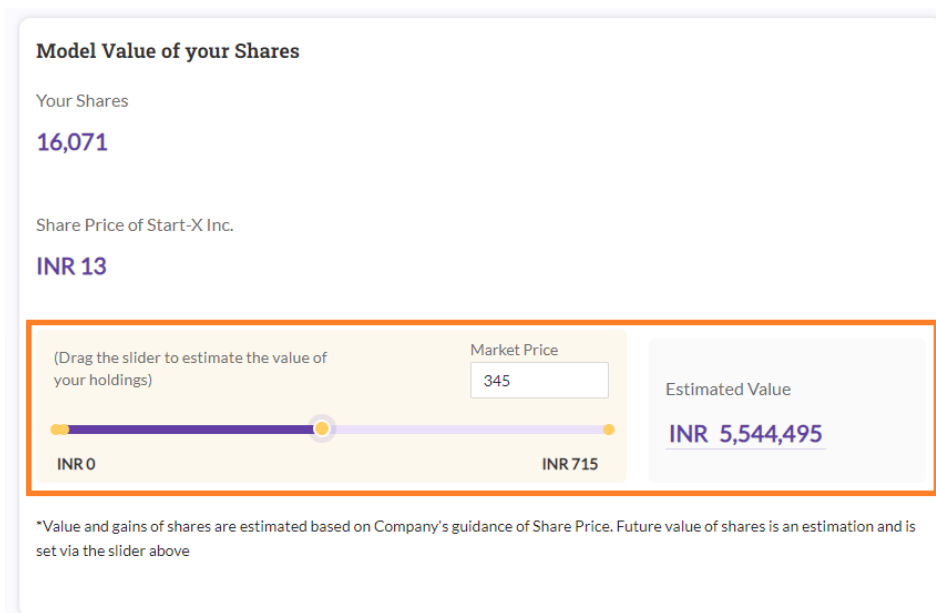 Model Value of your Shares
Your Shares
16,071
Share Price of Start-X Inc.
INR 13
(Drag the slider to estimate the value of
your holdings)
Market Price
345
INR 0
INR 715
Estimated Value
INR 5,544,495
*Value and gains of shares are estimated based on Company's guidance of Share Price. Future value of shares is an estimation and is
set via the slider above